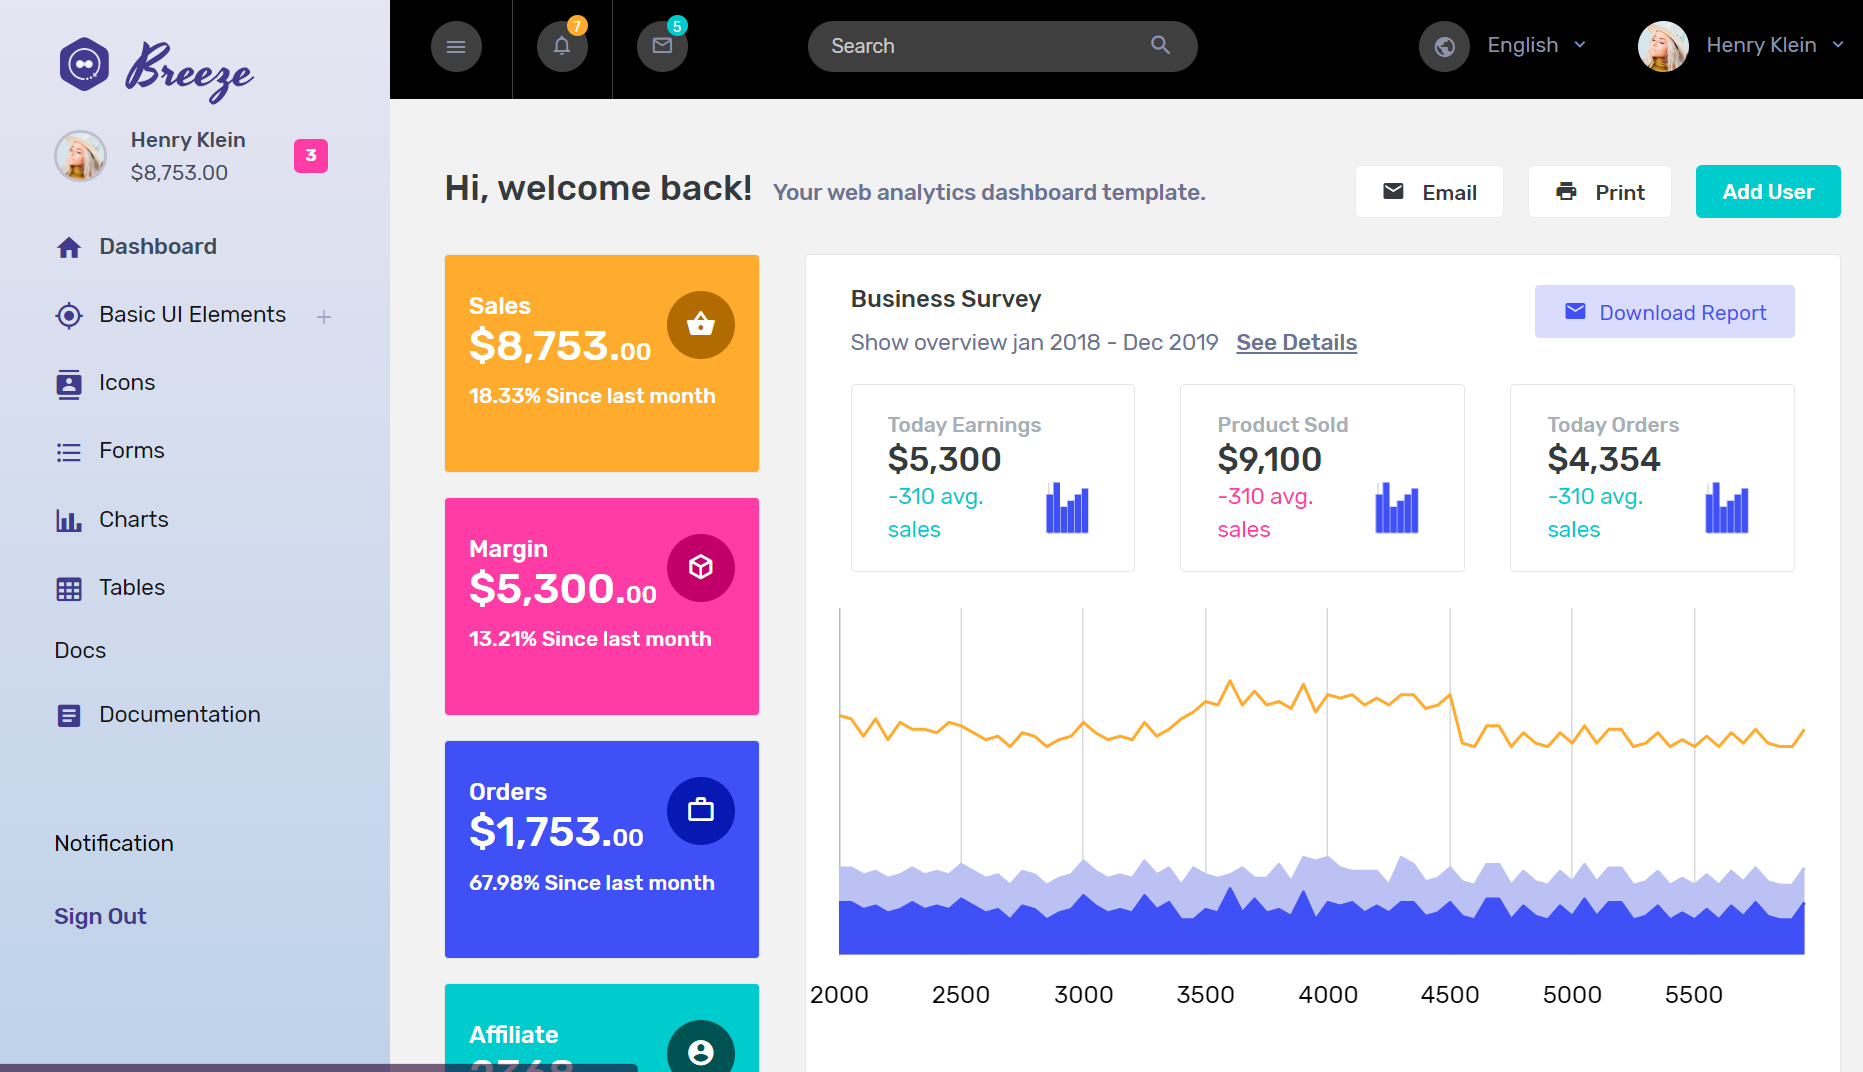 Breeze
Henry Klein
$8,753.00
3
Dashboard
Basic UI Elements
Icons
Forms
Charts
Tables
Docs
Documentation
Notification
Sign Out
7
5
Search
English
Henry Klein
Hi, welcome back! Your web analytics dashboard template.
Email
Print
Add User
Sales
$8,753.00
18.33% Since last month
Margin
$5,300.00
13.21% Since last month
Orders
$1,753.00
67.98% Since last month
Affiliate
2368
Business Survey
Show overview jan 2018 - Dec 2019 See Details
Download Report
Today Earnings
$5,300
-310 avg.
sales
Product Sold
$9,100
-310 avg.
sales
Today Orders
$4,354
-310 avg.
sales
2000 2500 3000 3500 4000 4500 5000 5500